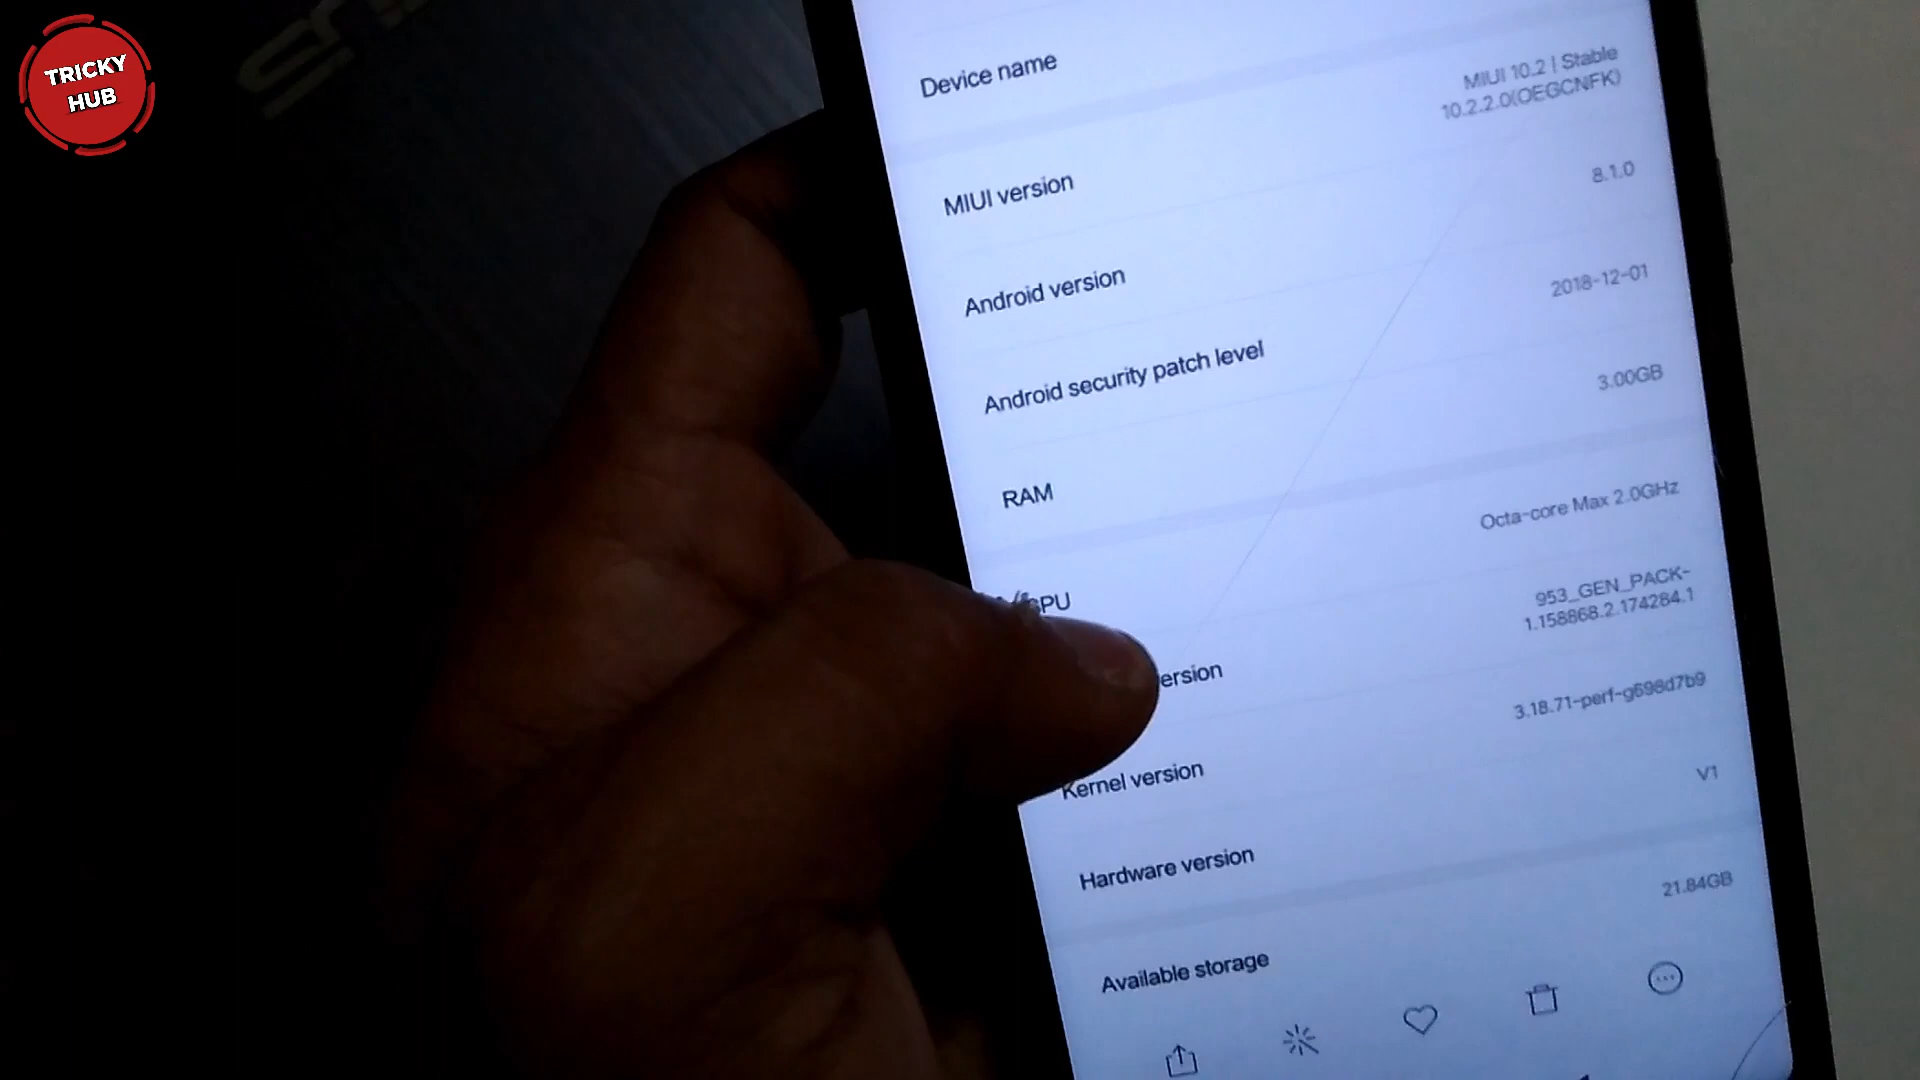 TRICKY
HUB
Device name
MIUI version
MIUI 10.2 | Stable
10.2.2.0(OEGCNFK)
Android version
8.1.0
Android security patch level
2018-12-01
RAM
3.00GB
CPU
Octa-core Max 2.0GHz
ersion
953_GEN_PACK-
1.158868.2.174284.1
Kernel version
3.18.71-perf-g698d7b9
Hardware version
V1
Available storage
21.84GB